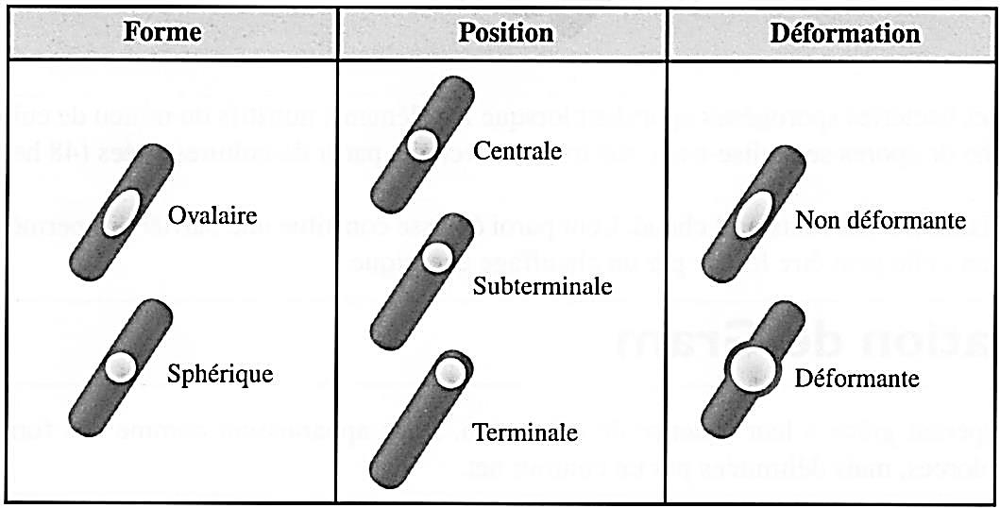 Forme
Position
Déformation
Ovalaire
Sphérique
Centrale
Subterminale
Terminale
Non déformante
Déformante